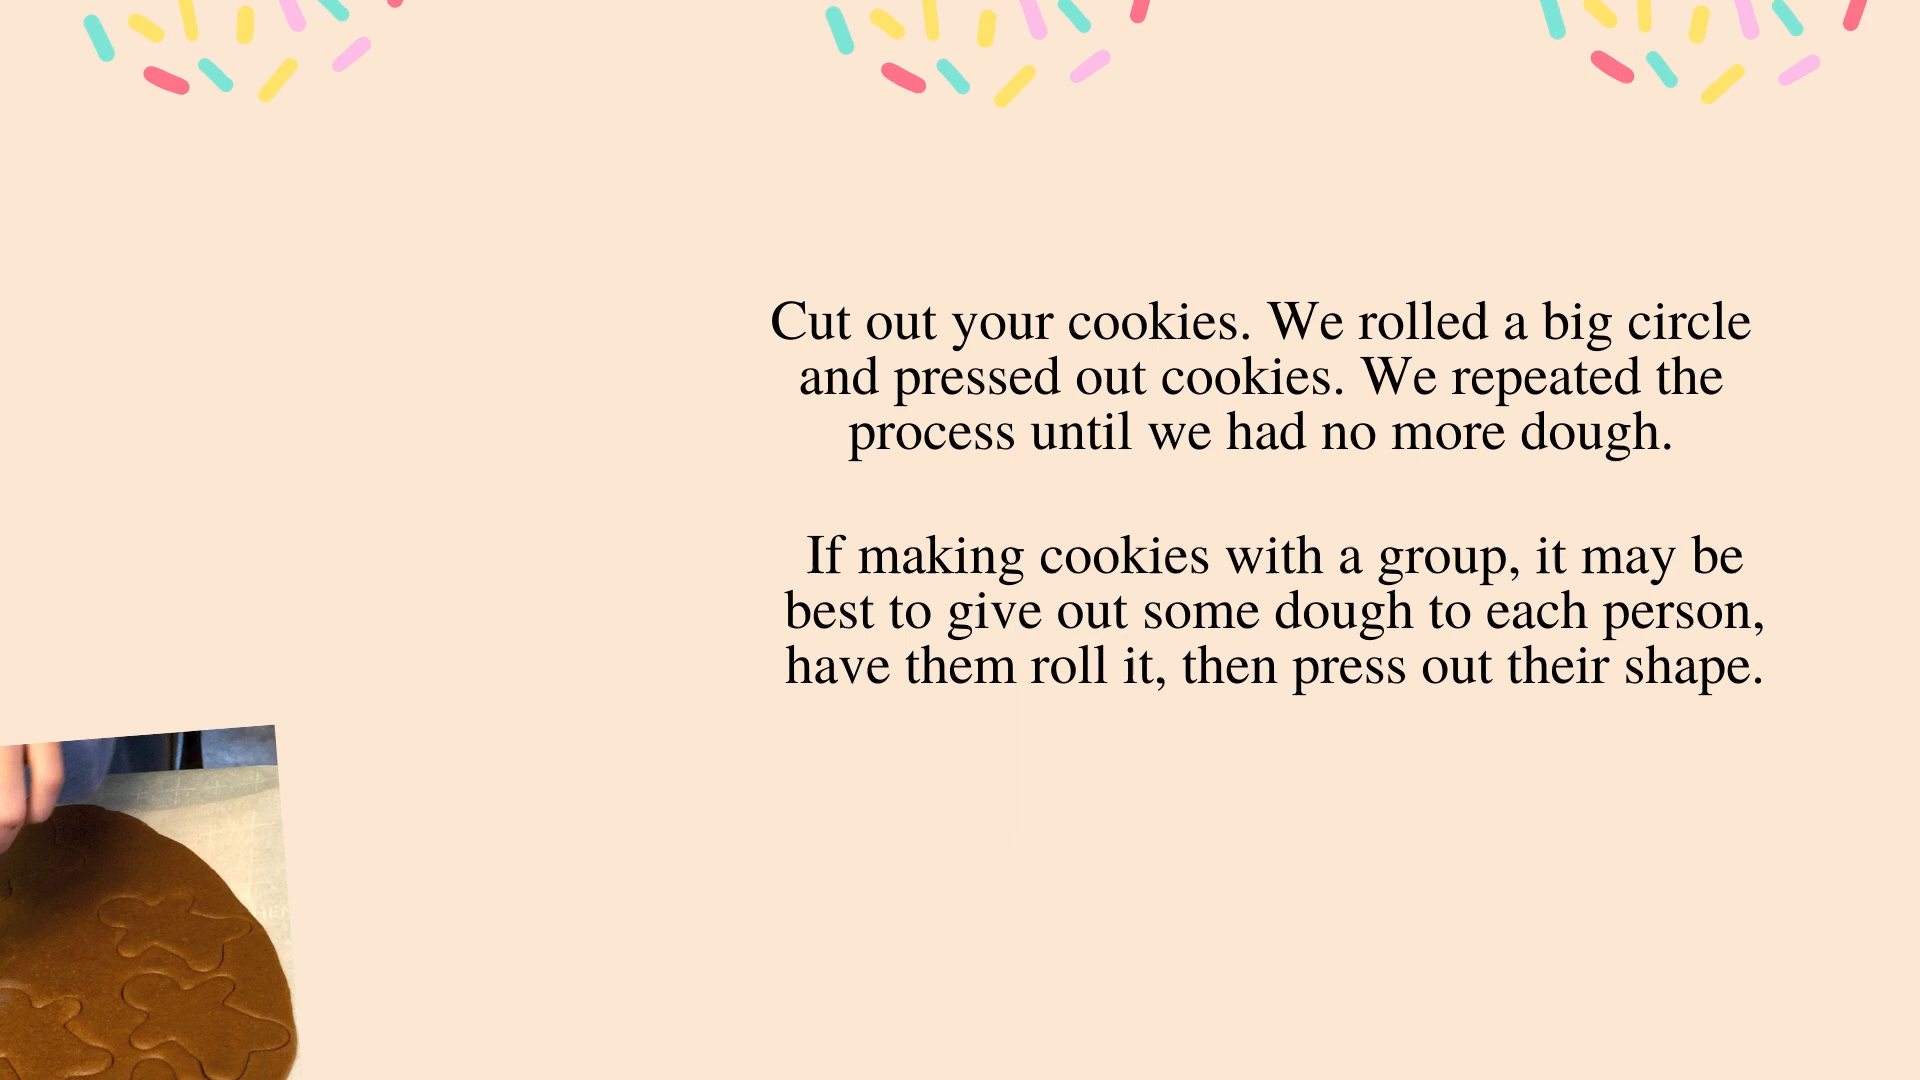 Cut out your cookies. We rolled a big circle
and pressed out cookies. We repeated the
process until we had no more dough.
If making cookies with a group, it may be
best to give out some dough to each person,
have them roll it, then press out their shape.